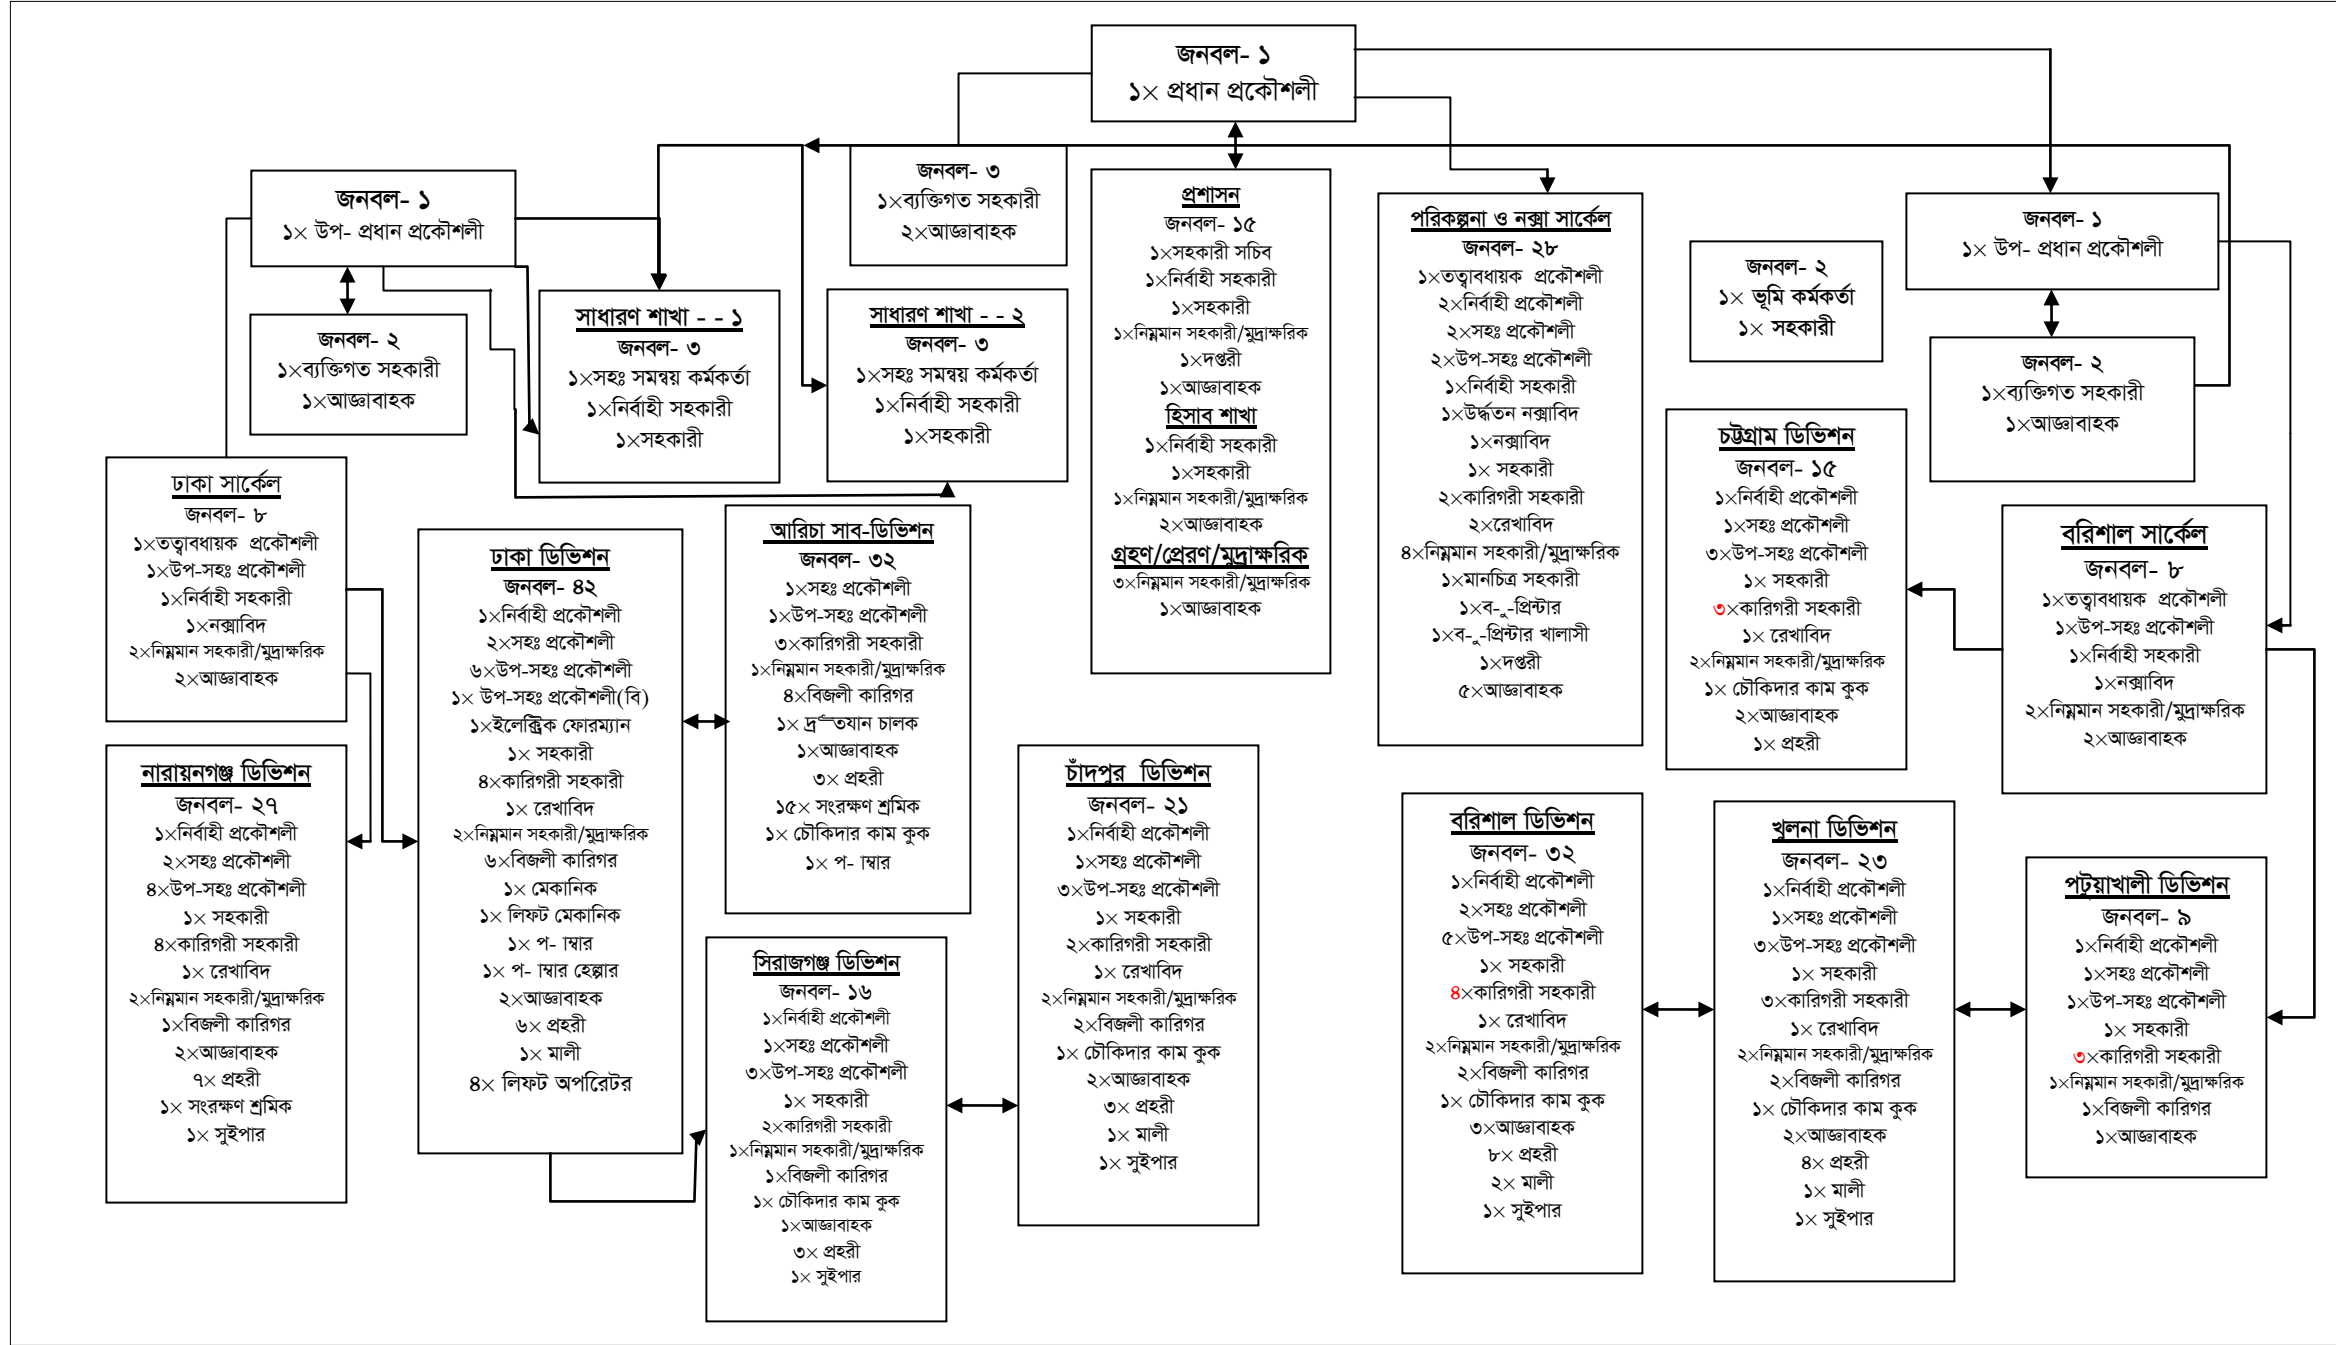 জনবল- ১
১× প্রধান প্রকৌশলী
জনবল- ১
১× উপ- প্রধান প্রকৌশলী
জনবল- ২
১×ব্যক্তিগত সহকারী
১×আজ্ঞাবাহক
জনবল- ৩
১×ব্যক্তিগত সহকারী
২×আজ্ঞাবাহক
সাধারণ শাখা - - ১
জনবল- ৩
১×সহঃ সমন্বয় কর্মকর্তা
১×নির্বাহী সহকারী
১×সহকারী
সাধারণ শাখা - - ২
জনবল- ৩
১×সহঃ সমন্বয় কর্মকর্তা
১×নির্বাহী সহকারী
১×সহকারী
প্রশাসন
জনবল- ১৫
১×সহকারী সচিব
১×নির্বাহী সহকারী
১×সহকারী
১×নিম্নমান সহকারী/মুদ্রাক্ষরিক
১×দপ্তরী
১×আজ্ঞাবাহক
হিসাব শাখা
১×নির্বাহী সহকারী
১×সহকারী
১×নিম্নমান সহকারী/মুদ্রাক্ষরিক
২×আজ্ঞাবাহক
গ্রহণ/প্রেরণ/মুদ্রাক্ষরিক
৩×নিম্নমান সহকারী/মুদ্রাক্ষরিক
১×আজ্ঞাবাহক
পরিকল্পনা ও নক্সা সার্কেল
জনবল- ২৮
১×তত্বাবধায়ক প্রকৌশলী
২×নির্বাহী প্রকৌশলী
২×সহঃ প্রকৌশলী
২×উপ-সহঃ প্রকৌশলী
১×নির্বাহী সহকারী
১×উর্দ্ধতন নক্সাবিদ
১×নক্সাবিদ
১× সহকারী
২×কারিগরী সহকারী
২×রেখাবিদ
৪×নিম্নমান সহকারী/মুদ্রাক্ষরিক
১×মানচিত্র সহকারী
১×ব-ু-প্রিন্টার
১×ব-ু-প্রিন্টার খালাসী
১×দপ্তরী
৫×আজ্ঞাবাহক
জনবল- ২
১× ভূমি কর্মকর্তা
১× সহকারী
জনবল- ১
১× উপ- প্রধান প্রকৌশলী
জনবল- ২
১×ব্যক্তিগত সহকারী
১×আজ্ঞাবাহক
ঢাকা সার্কেল
জনবল- ৮
১×তত্বাবধায়ক প্রকৌশলী
১×উপ-সহঃ প্রকৌশলী
১×নির্বাহী সহকারী
১×নক্সাবিদ
২×নিম্নমান সহকারী/মুদ্রাক্ষরিক
২×আজ্ঞাবাহক
নারায়নগঞ্জ ডিভিশন
জনবল- ২৭
১×নির্বাহী প্রকৌশলী
২×সহঃ প্রকৌশলী
৪×উপ-সহঃ প্রকৌশলী
১× সহকারী
৪×কারিগরী সহকারী
১× রেখাবিদ
২×নিম্নমান সহকারী/মুদ্রাক্ষরিক
১×বিজলী কারিগর
২×আজ্ঞাবাহক
৭× প্রহরী
১× সংরক্ষণ শ্রমিক
১× সুইপার
ঢাকা ডিভিশন
জনবল- ৪২
১×নির্বাহী প্রকৌশলী
২×সহঃ প্রকৌশলী
৬×উপ-সহঃ প্রকৌশলী
১× উপ-সহঃ প্রকৌশলী(বি)
১×ইলেক্ট্রিক ফোরম্যান
১× সহকারী
৪×কারিগরী সহকারী
১× রেখাবিদ
২×নিম্নমান সহকারী/মুদ্রাক্ষরিক
৬×বিজলী কারিগর
১× মেকানিক
১× লিফট মেকানিক
১× প- াম্বার
১× প- াম্বার হেল্পার
২×আজ্ঞাবাহক
৬× প্রহরী
১× মালী
৪× লিফট অপরিেটর
আরিচা সাব-ডিভিশন
জনবল- ৩২
১×সহঃ প্রকৌশলী
১×উপ-সহঃ প্রকৌশলী
৩×কারিগরী সহকারী
১×নিম্নমান সহকারী/মুদ্রাক্ষরিক
৪×বিজলী কারিগর
১× চালক
১×আজ্ঞাবাহক
৩× প্রহরী
১৫× সংরক্ষণ শ্রমিক
১× চৌকিদার কাম কুক
১× প- াম্বার
সিরাজগঞ্জ ডিভিশন
জনবল- ১৬
১×নির্বাহী প্রকৌশলী
১×সহঃ প্রকৌশলী
৩×উপ-সহঃ প্রকৌশলী
১× সহকারী
২×কারিগরী সহকারী
১×নিম্নমান সহকারী/মুদ্রাক্ষরিক
১×বিজলী কারিগর
১× চৌকিদার কাম কুক
১×আজ্ঞাবাহক
৩× প্রহরী
১× সুইপার
চাঁদপুর ডিভিশন
জনবল- ২১
১×নির্বাহী প্রকৌশলী
১×সহঃ প্রকৌশলী
৩×উপ-সহঃ প্রকৌশলী
১× সহকারী
২×কারিগরী সহকারী
১× রেখাবিদ
২×নিম্নমান সহকারী/মুদ্রাক্ষরিক
২×বিজলী কারিগর
১× চৌকিদার কাম কুক
২×আজ্ঞাবাহক
৩× প্রহরী
১× মালী
১× সুইপার
চট্টগ্রাম ডিভিশন
জনবল- ১৫
১×নির্বাহী প্রকৌশলী
১×সহঃ প্রকৌশলী
৩×উপ-সহঃ প্রকৌশলী
১× সহকারী
৩×কারিগরী সহকারী
১× রেখাবিদ
২×নিম্নমান সহকারী/মুদ্রাক্ষরিক
১× চৌকিদার কাম কুক
২×আজ্ঞাবাহক
১× প্রহরী
বরিশাল সার্কেল
জনবল- ৮
১×তত্বাবধায়ক প্রকৌশলী
১×উপ-সহঃ প্রকৌশলী
১×নির্বাহী সহকারী
১×নক্সাবিদ
২×নিম্নমান সহকারী/মুদ্রাক্ষরিক
২×আজ্ঞাবাহক
বরিশাল ডিভিশন
জনবল- ৩২
১×নির্বাহী প্রকৌশলী
২×সহঃ প্রকৌশলী
৫×উপ-সহঃ প্রকৌশলী
১× সহকারী
৪×কারিগরী সহকারী
১× রেখাবিদ
২×নিম্নমান সহকারী/মুদ্রাক্ষরিক
২×বিজলী কারিগর
১× চৌকিদার কাম কুক
৩×আজ্ঞাবাহক
৮× প্রহরী
২× মালী
১× সুইপার
খুলনা ডিভিশন
জনবল- ২৩
১×নির্বাহী প্রকৌশলী
১×সহঃ প্রকৌশলী
৩×উপ-সহঃ প্রকৌশলী
১× সহকারী
৩×কারিগরী সহকারী
১× রেখাবিদ
২×নিম্নমান সহকারী/মুদ্রাক্ষরিক
২×বিজলী কারিগর
১× চৌকিদার কাম কুক
২×আজ্ঞাবাহক
৪× প্রহরী
১× মালী
১× সুইপার
পটুয়াখালী ডিভিশন
জনবল- ৯
১×নির্বাহী প্রকৌশলী
১×সহঃ প্রকৌশলী
১×উপ-সহঃ প্রকৌশলী
১× সহকারী
৩×কারিগরী সহকারী
১×নিম্নমান সহকারী/মুদ্রাক্ষরিক
১×বিজলী কারিগর
১×আজ্ঞাবাহক